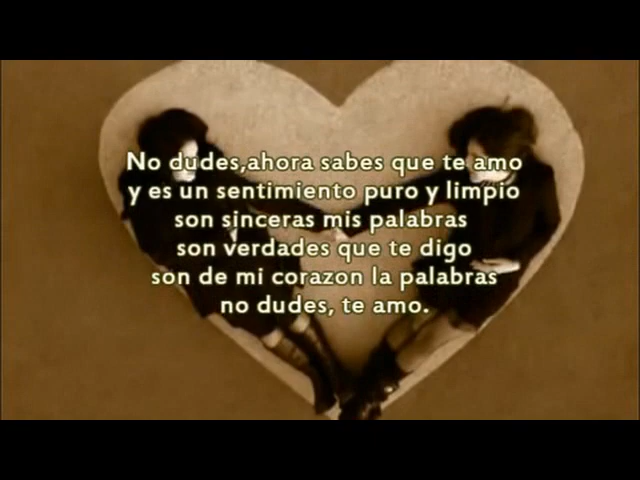 No dudes,ahora sabes que te amo
y es un sentimiento puro y limpio
son sinceras mis palabras
son verdades que te digo
son de mi corazon la palabras
no dudes, te amo.